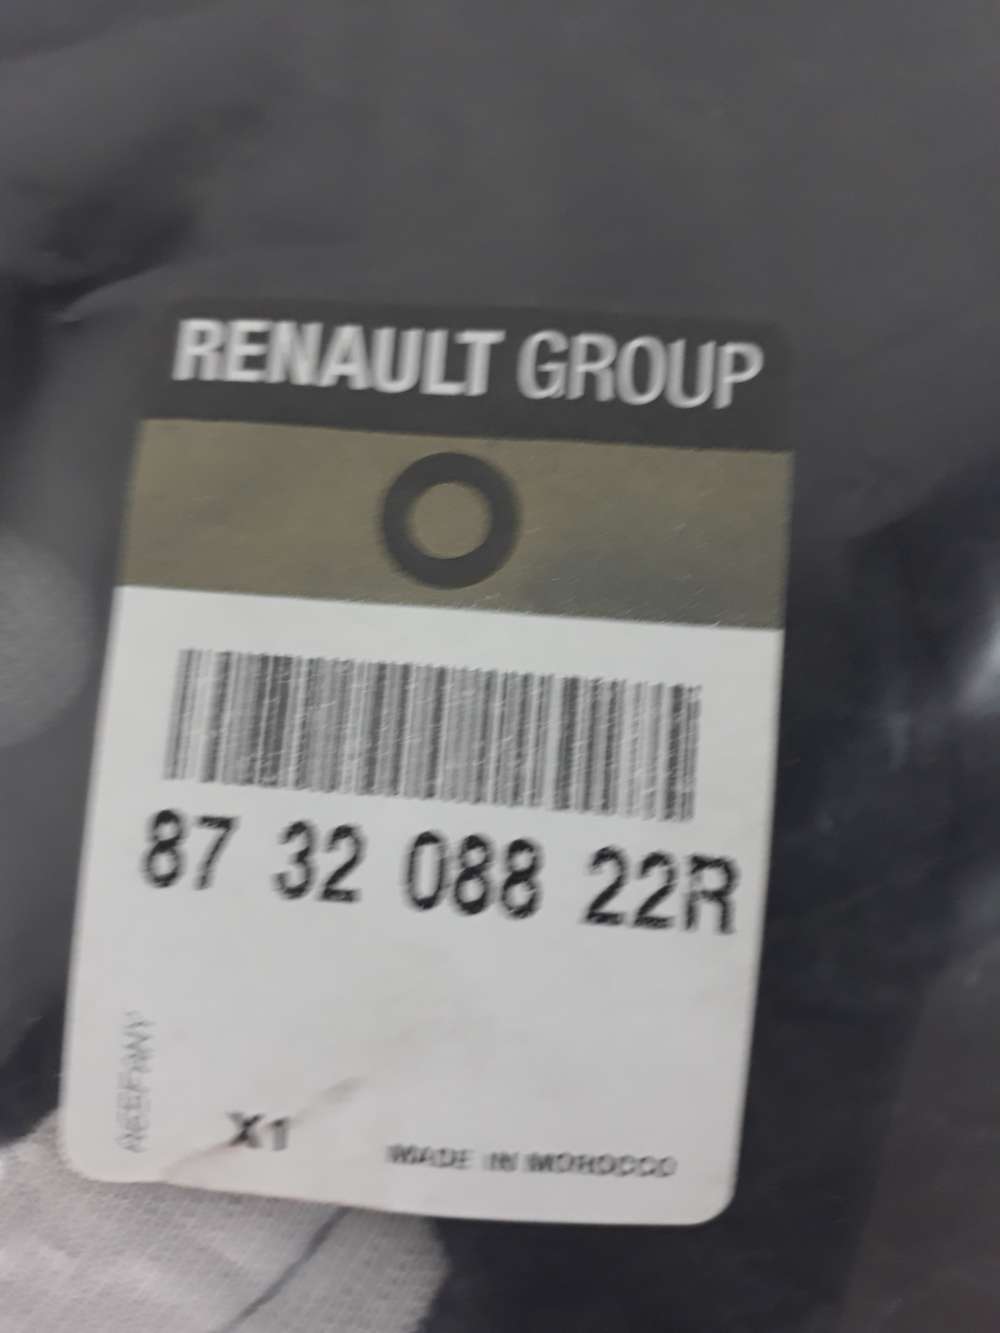 RENAULT GROUP
87 32 088 22R
X1
MADE IN MOROCCO